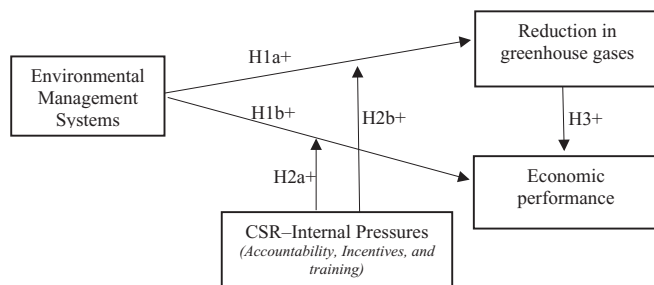 Reduction in
greenhouse gases
H1a+
Environmental
Management
Systems
H1b+
H2b+
H3+
H2a+
Economic
performance
CSR–Internal Pressures
(Accountability, Incentives, and
training)